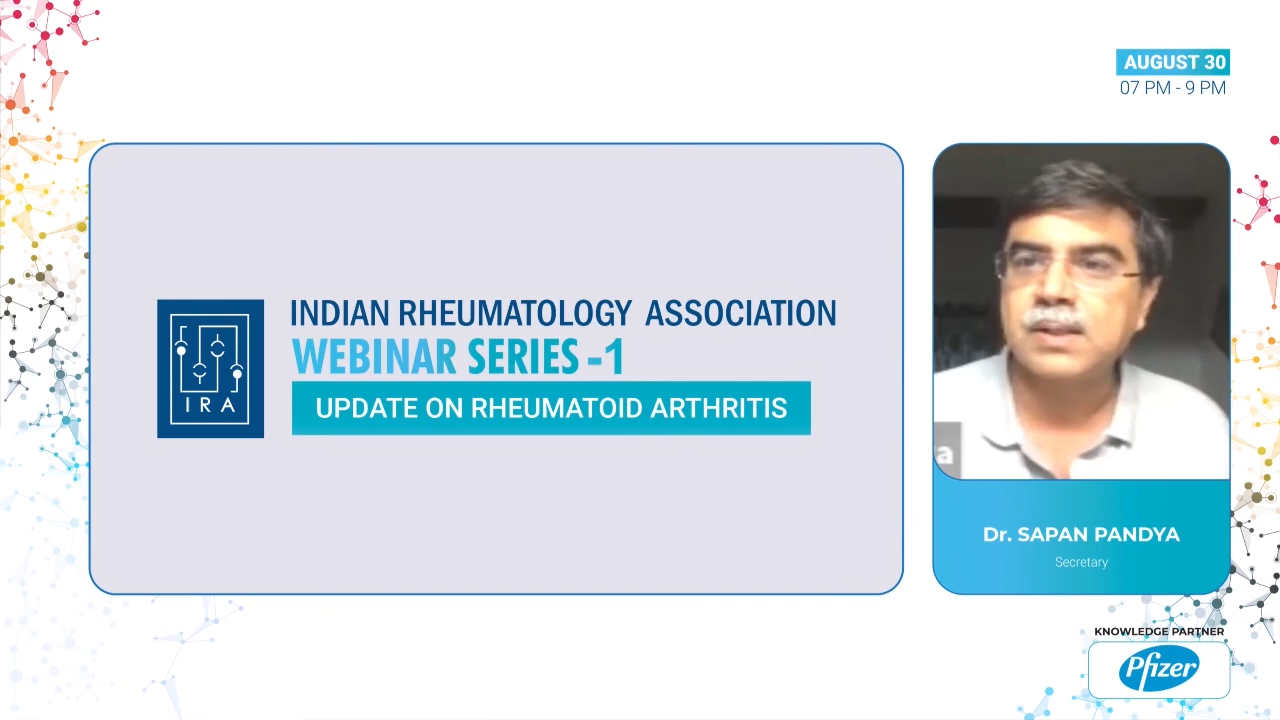 AUGUST 30
07 PM - 9 PM
INDIAN RHEUMATOLOGY ASSOCIATION
WEBINAR SERIES -1
UPDATE ON RHEUMATOID ARTHRITIS
IRA
a
Dr. SAPAN PANDYA
Secretary
KNOWLEDGE PARTNER
Pfizer